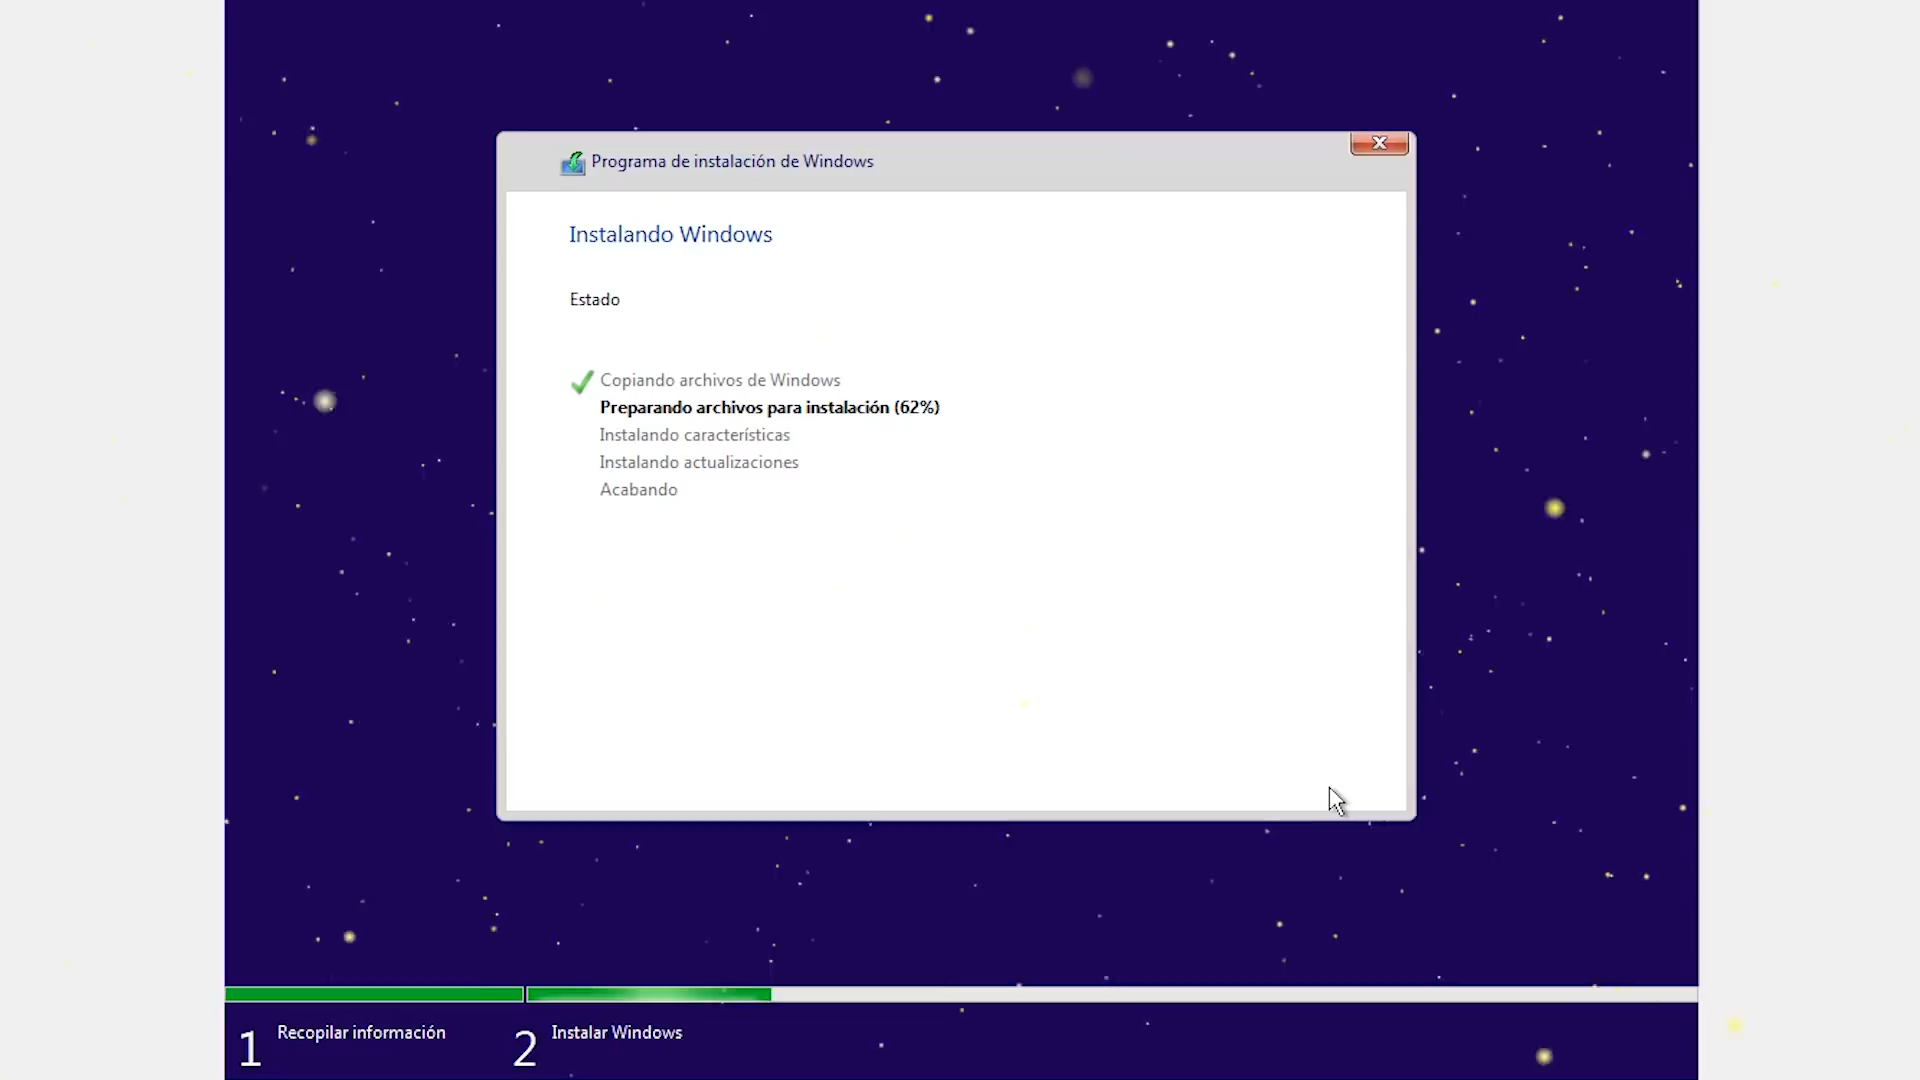 Programa de instalación de Windows
Instalando Windows
Estado
Copiando archivos de Windows
Preparando archivos para instalación (62%)
Instalando características
Instalando actualizaciones
Acabando
1 Recopilar información
2 Instalar Windows